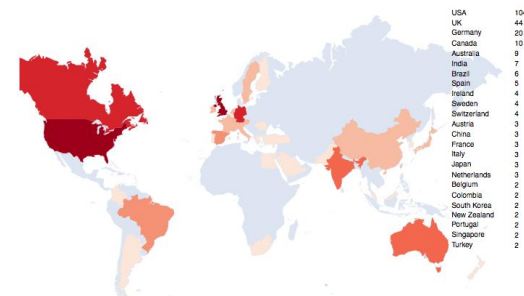 USA 104
UK 44
Germany 20
Canada 10
Australia 9
India 7
Brazil 6
Spain 5
Ireland 4
Sweden 4
Switzerland 4
Austria 3
China 3
France 3
Italy 3
Japan 3
Netherlands 3
Belgium 2
Colombia 2
South Korea 2
New Zealand 2
Portugal 2
Singapore 2
Turkey 2